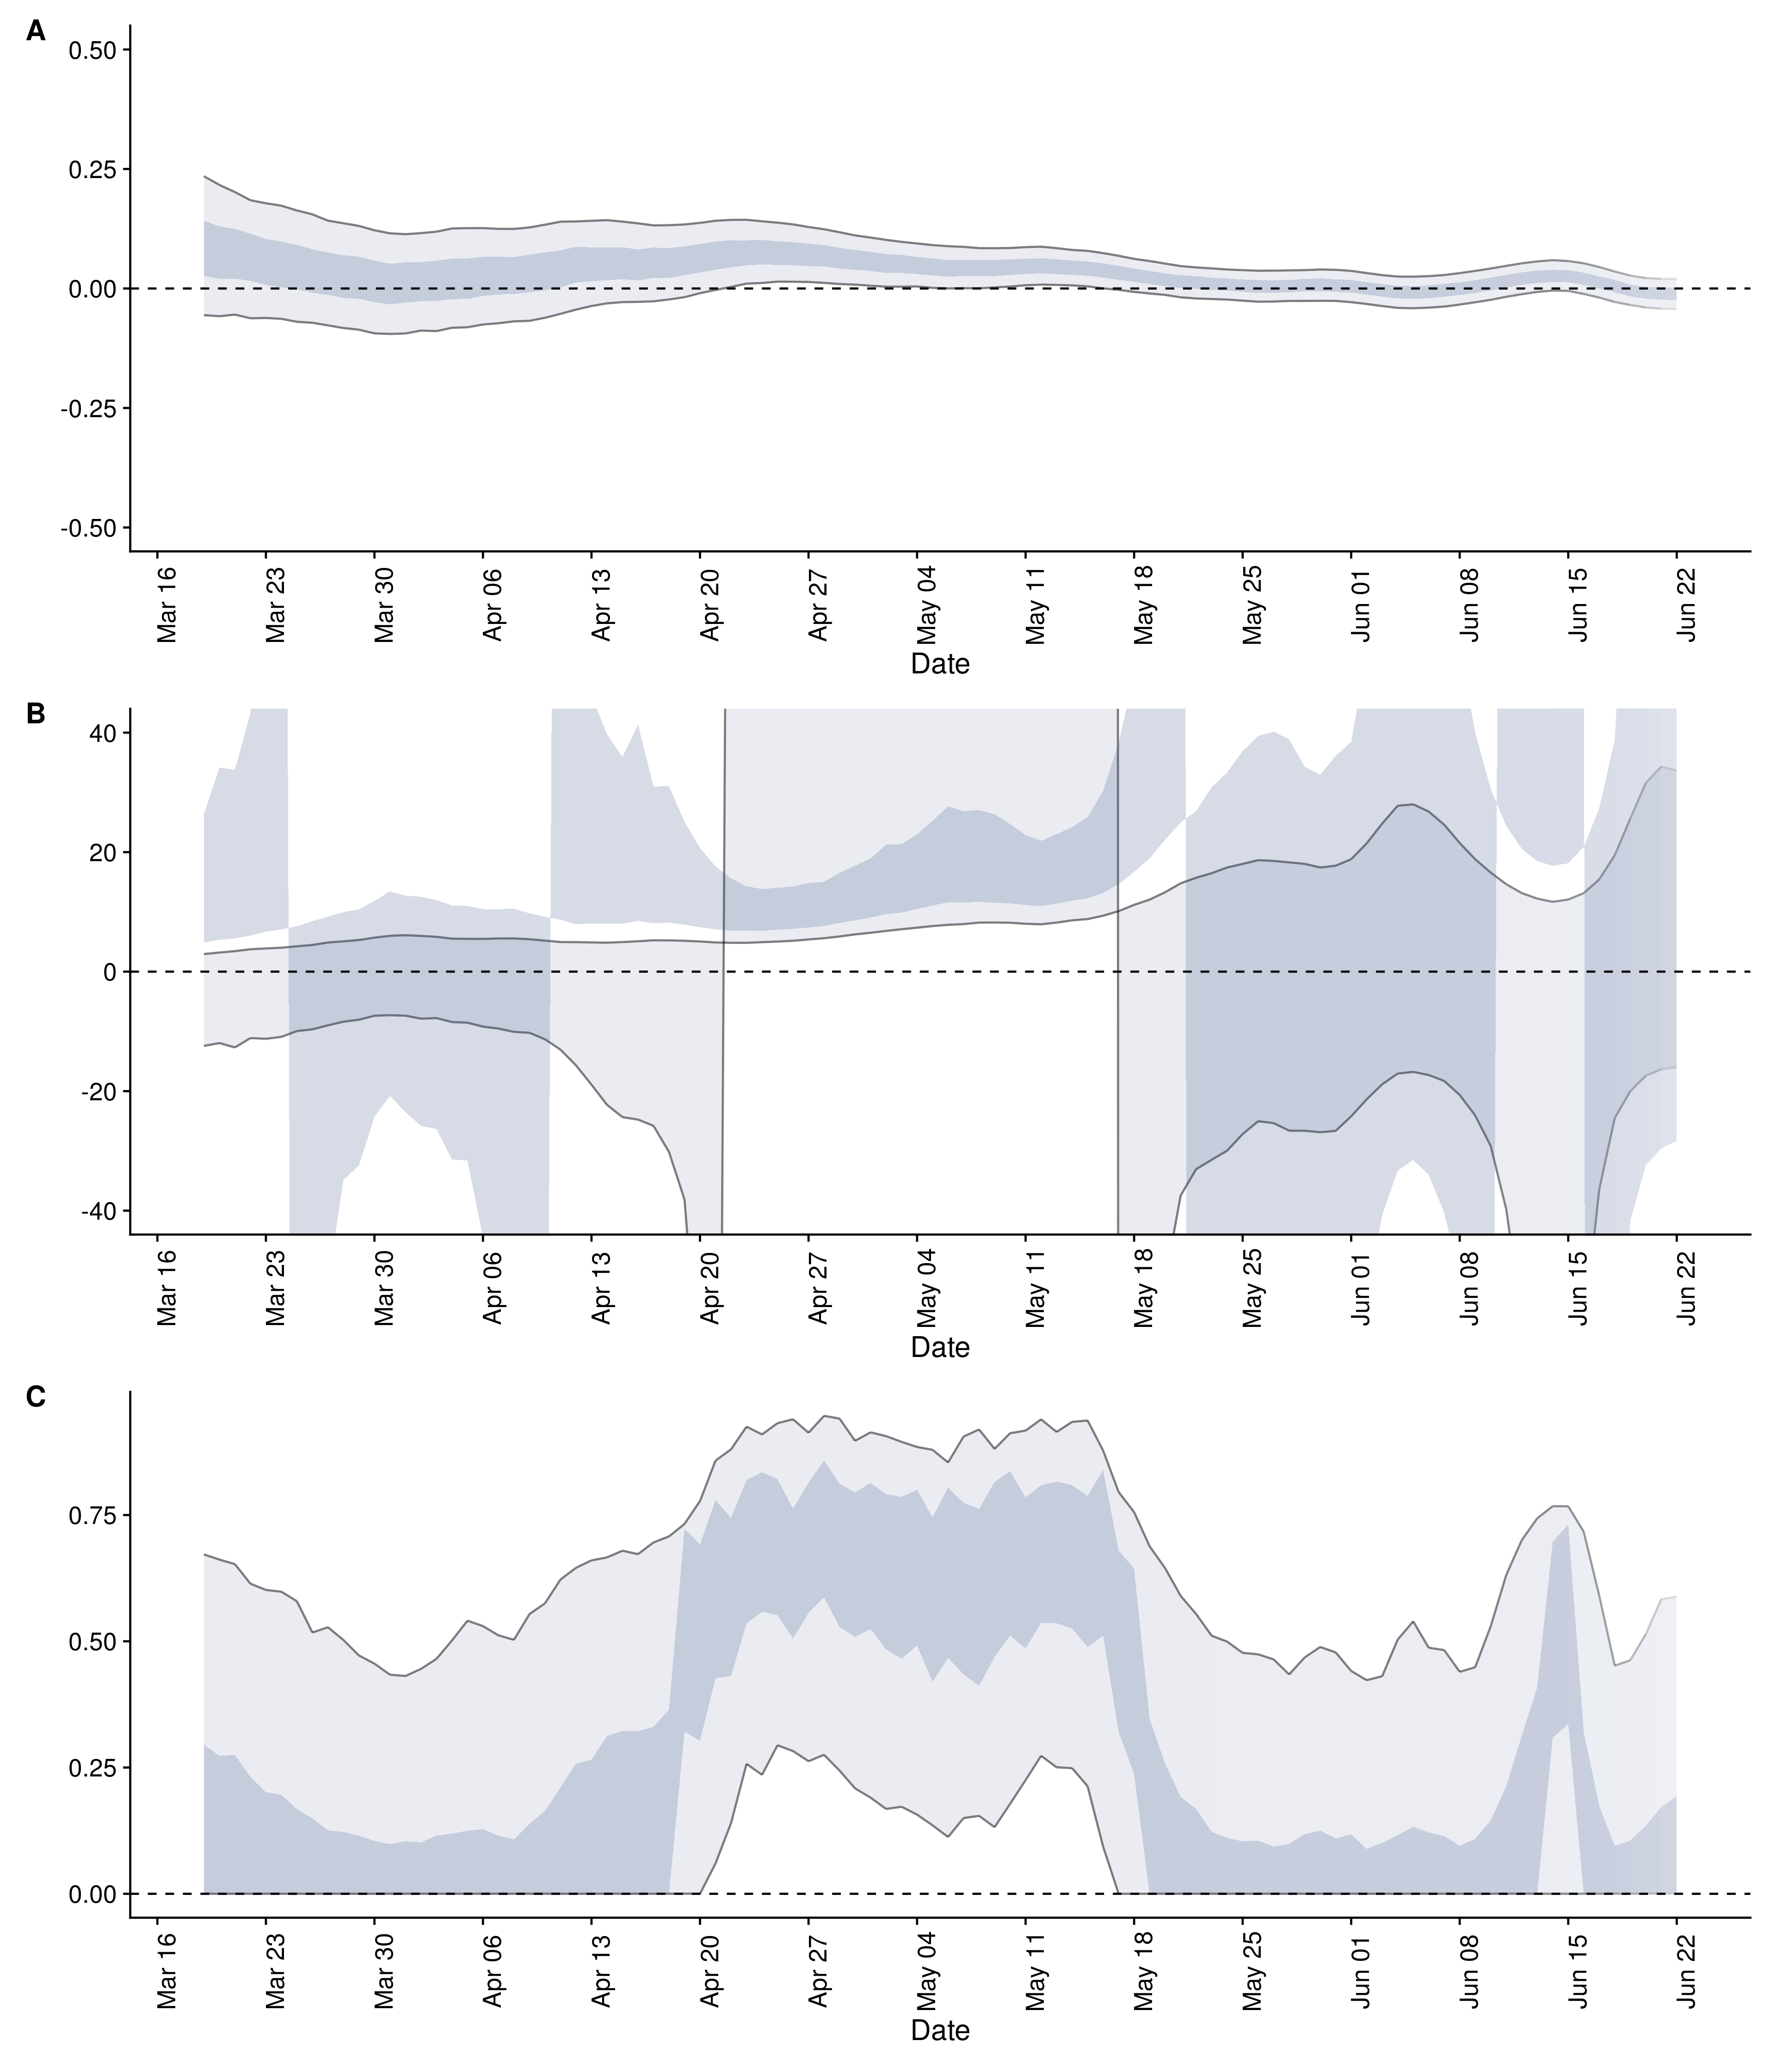 A
0.50
0.25
0.00
-0.25
-0.50
Mar 16
Mar 23
Mar 30
Apr 06
Apr 13
Apr 20
Apr 27
May 04
May 11
May 18
May 25
Jun 01
Jun 08
Jun 15
Jun 22
Date
B
40
20
0
-20
-40
Mar 16
Mar 23
Mar 30
Apr 06
Apr 13
Apr 20
Apr 27
May 04
May 11
May 18
May 25
Jun 01
Jun 08
Jun 15
Jun 22
Date
C
0.75
0.50
0.25
0.00
Mar 16
Mar 23
Mar 30
Apr 06
Apr 13
Apr 20
Apr 27
May 04
May 11
May 18
May 25
Jun 01
Jun 08
Jun 15
Jun 22
Date